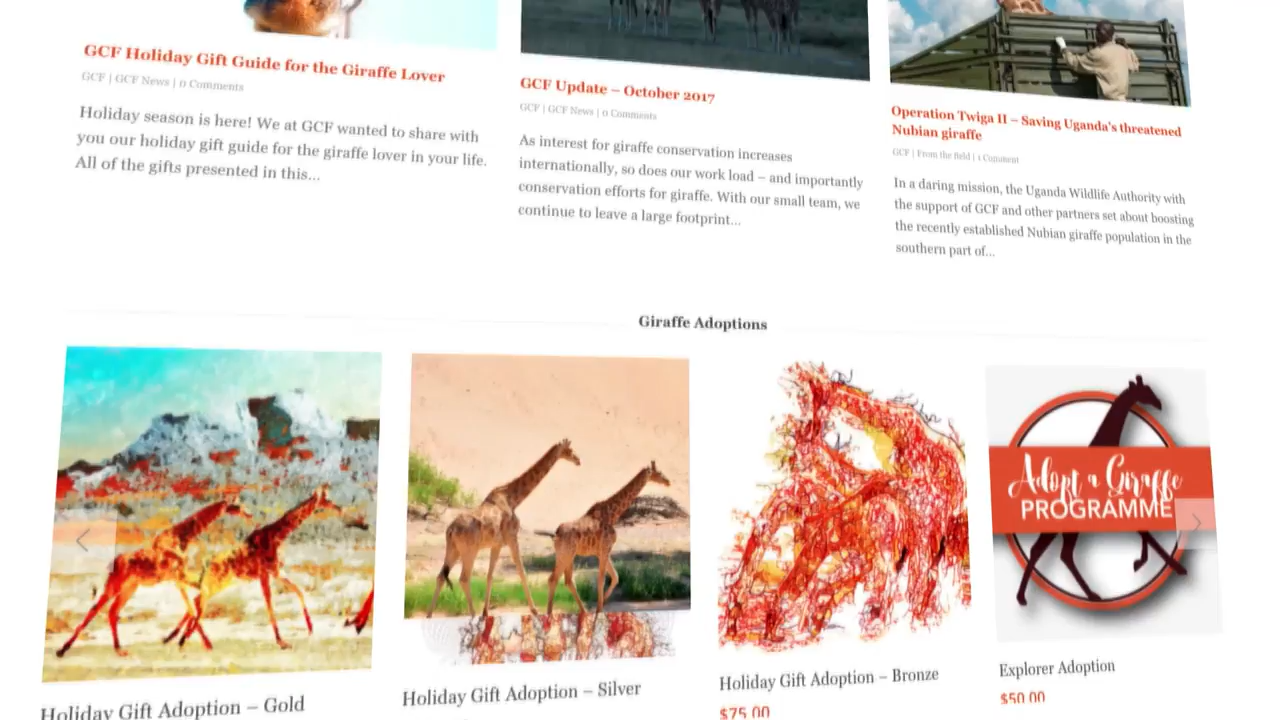 GCF Holiday Gift Guide for the Giraffe Lover
GCF | GCF News | 0 Comments
Holiday season is here! We at GCF wanted to share with
you our holiday gift guide for the giraffe lover in your life.
All of the gifts presented in this...
GCF Update – October 2017
GCF | GCF News | 0 Comments
As interest for giraffe conservation increases
internationally, so does our work load – and importantly
conservation efforts for giraffe. With our small team, we
continue to leave a large footprint...
Operation Twiga II – Saving Uganda's threatened
Nubian giraffe
GCF | From the field | 1 Comment
In a daring mission, the Uganda Wildlife Authority with
the support of GCF and other partners set about boosting
the recently established Nubian giraffe population in the
southern part of...
Giraffe Adoptions
Adopt a Giraffe
PROGRAMME
Holiday Gift Adoption – Gold
Holiday Gift Adoption – Silver
Holiday Gift Adoption – Bronze
$75.00
Explorer Adoption
$50.00